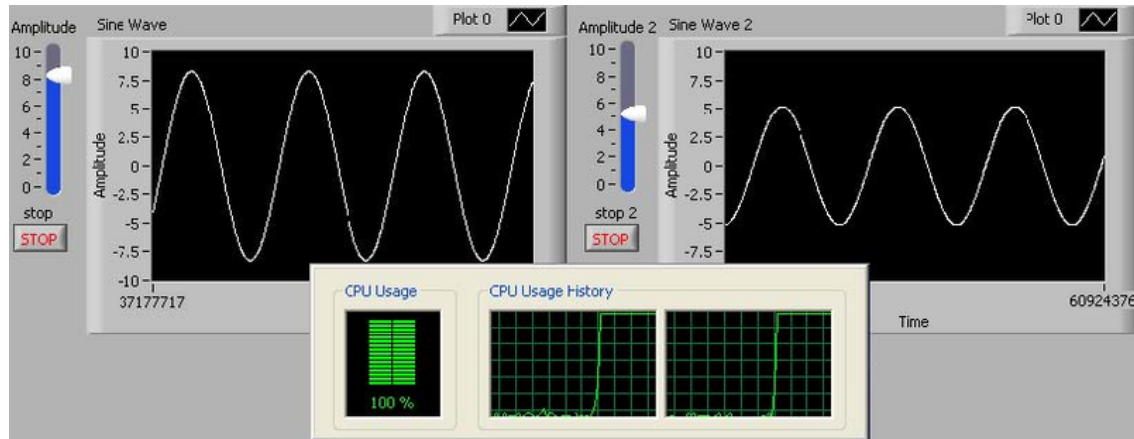 Amplitude
Sine Wave
Plot 0
10
8
6
4
2
0
stop
STOP
Amplitude
10
7.5
5
2.5
0
-2.5
-5
-7.5
-10
37177717
Amplitude 2
Sine Wave 2
Plot 0
10
8
6
4
2
0
stop 2
STOP
Amplitude
10
7.5
5
2.5
0
-2.5
-5
-7.5
60924376
Time
CPU Usage
100 %
CPU Usage History